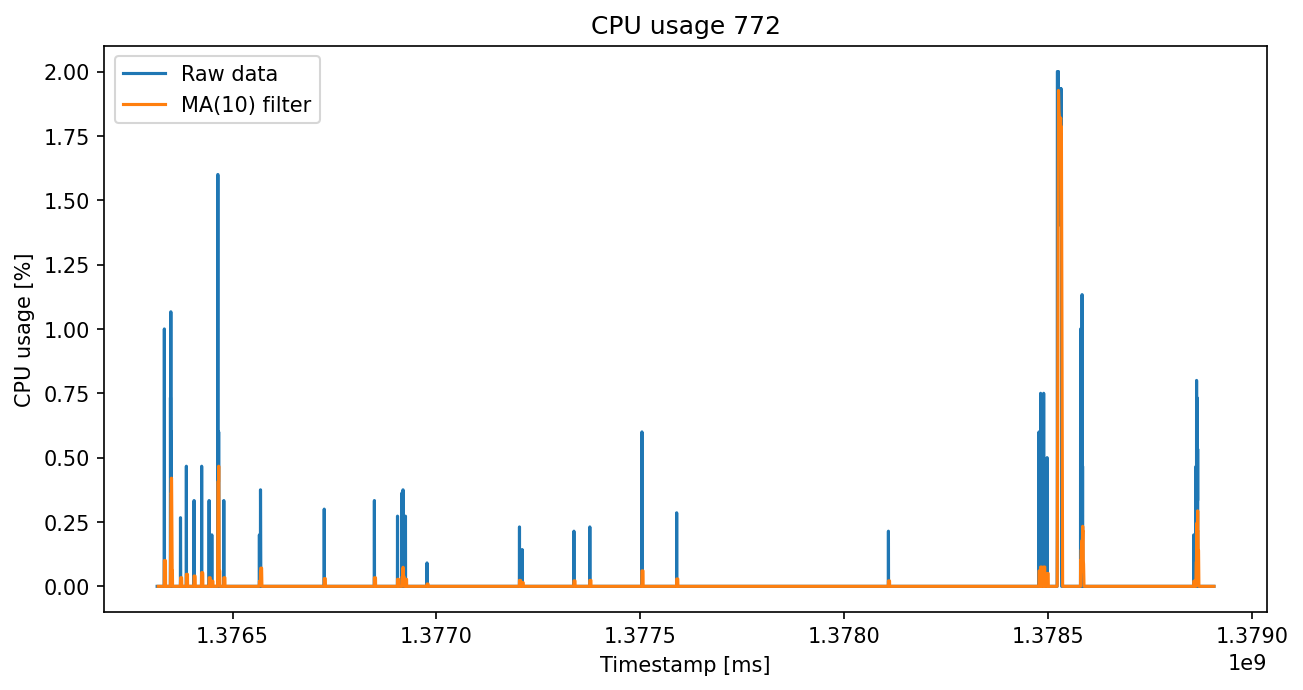 CPU usage 772
Raw data
MA(10) filter
2.00
1.75
1.50
1.25
1.00
0.75
0.50
0.25
0.00
CPU usage [%]
1.3765
1.3770
1.3775
1.3780
1.3785
1.3790
1e9
Timestamp [ms]